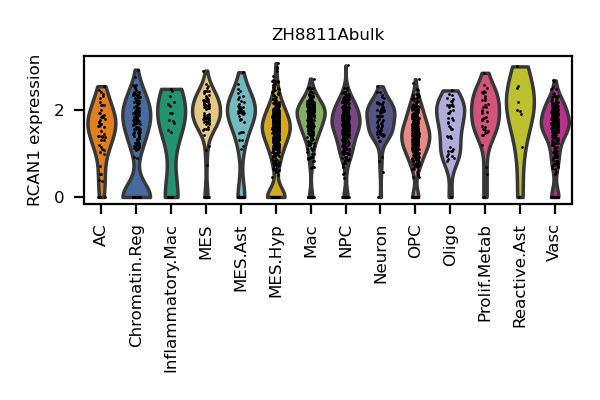 ZH8811Abulk
RCAN1 expression
2
0
AC
Chromatin.Reg
Inflammatory.Mac
MES
MES.Ast
MES.Hyp
Mac
NPC
Neuron
OPC
Oligo
Prolif.Metab
Reactive.Ast
Vasc